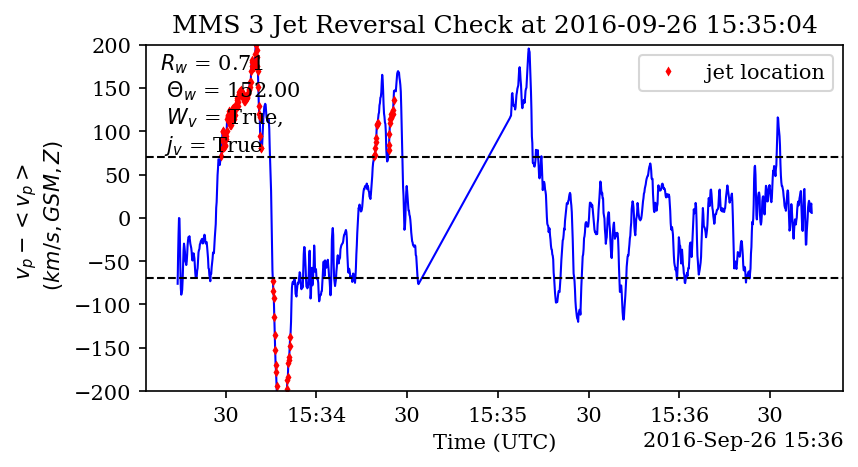 MMS 3 Jet Reversal Check at 2016-09-26 15:35:04
R_w = 0.74
Θ_w = 152.00
W_v = True,
j_v = True
jet location
200
150
100
50
0
−50
−100
−150
−200
v_p − < v_p >
(km/s, GSM, Z)
30 15:34 30 15:35 30 15:36 30
Time (UTC)
2016-Sep-26 15:36